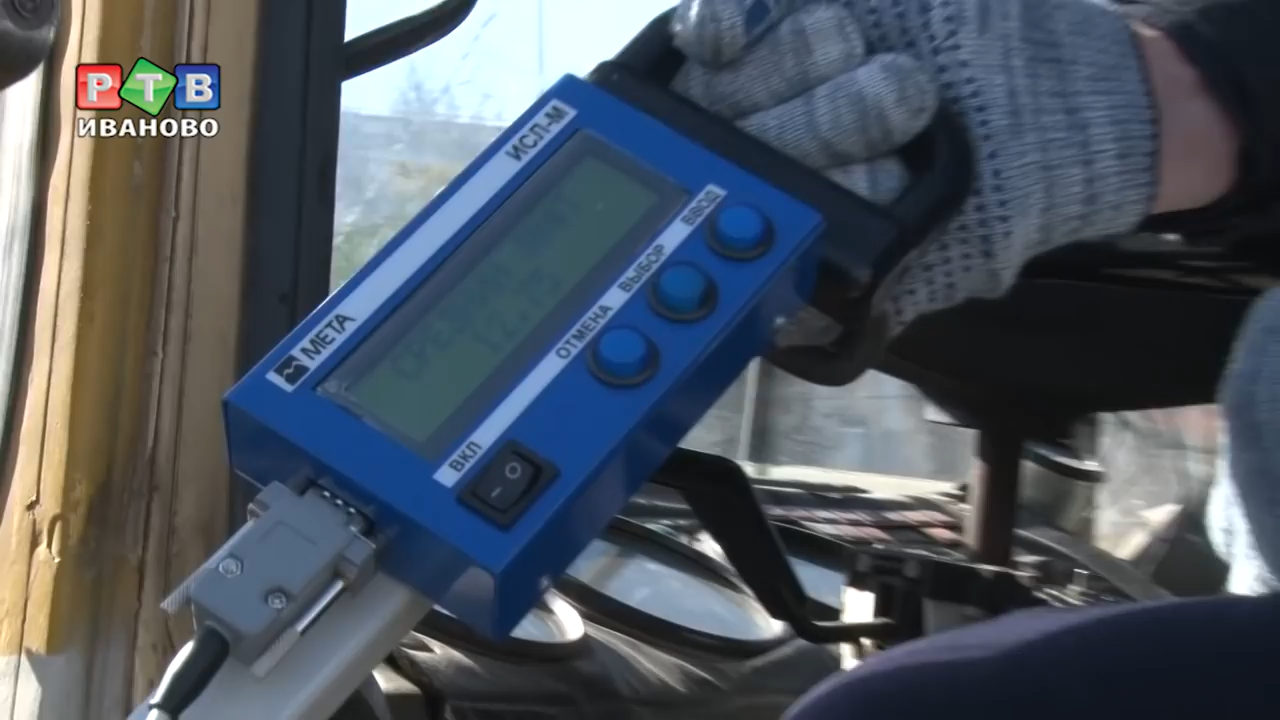 РТВ
ИВАНОВО
ИСЛ-М
МЕТА
ВВОД
ВЫБОР
ОТМЕНА
ВКЛ